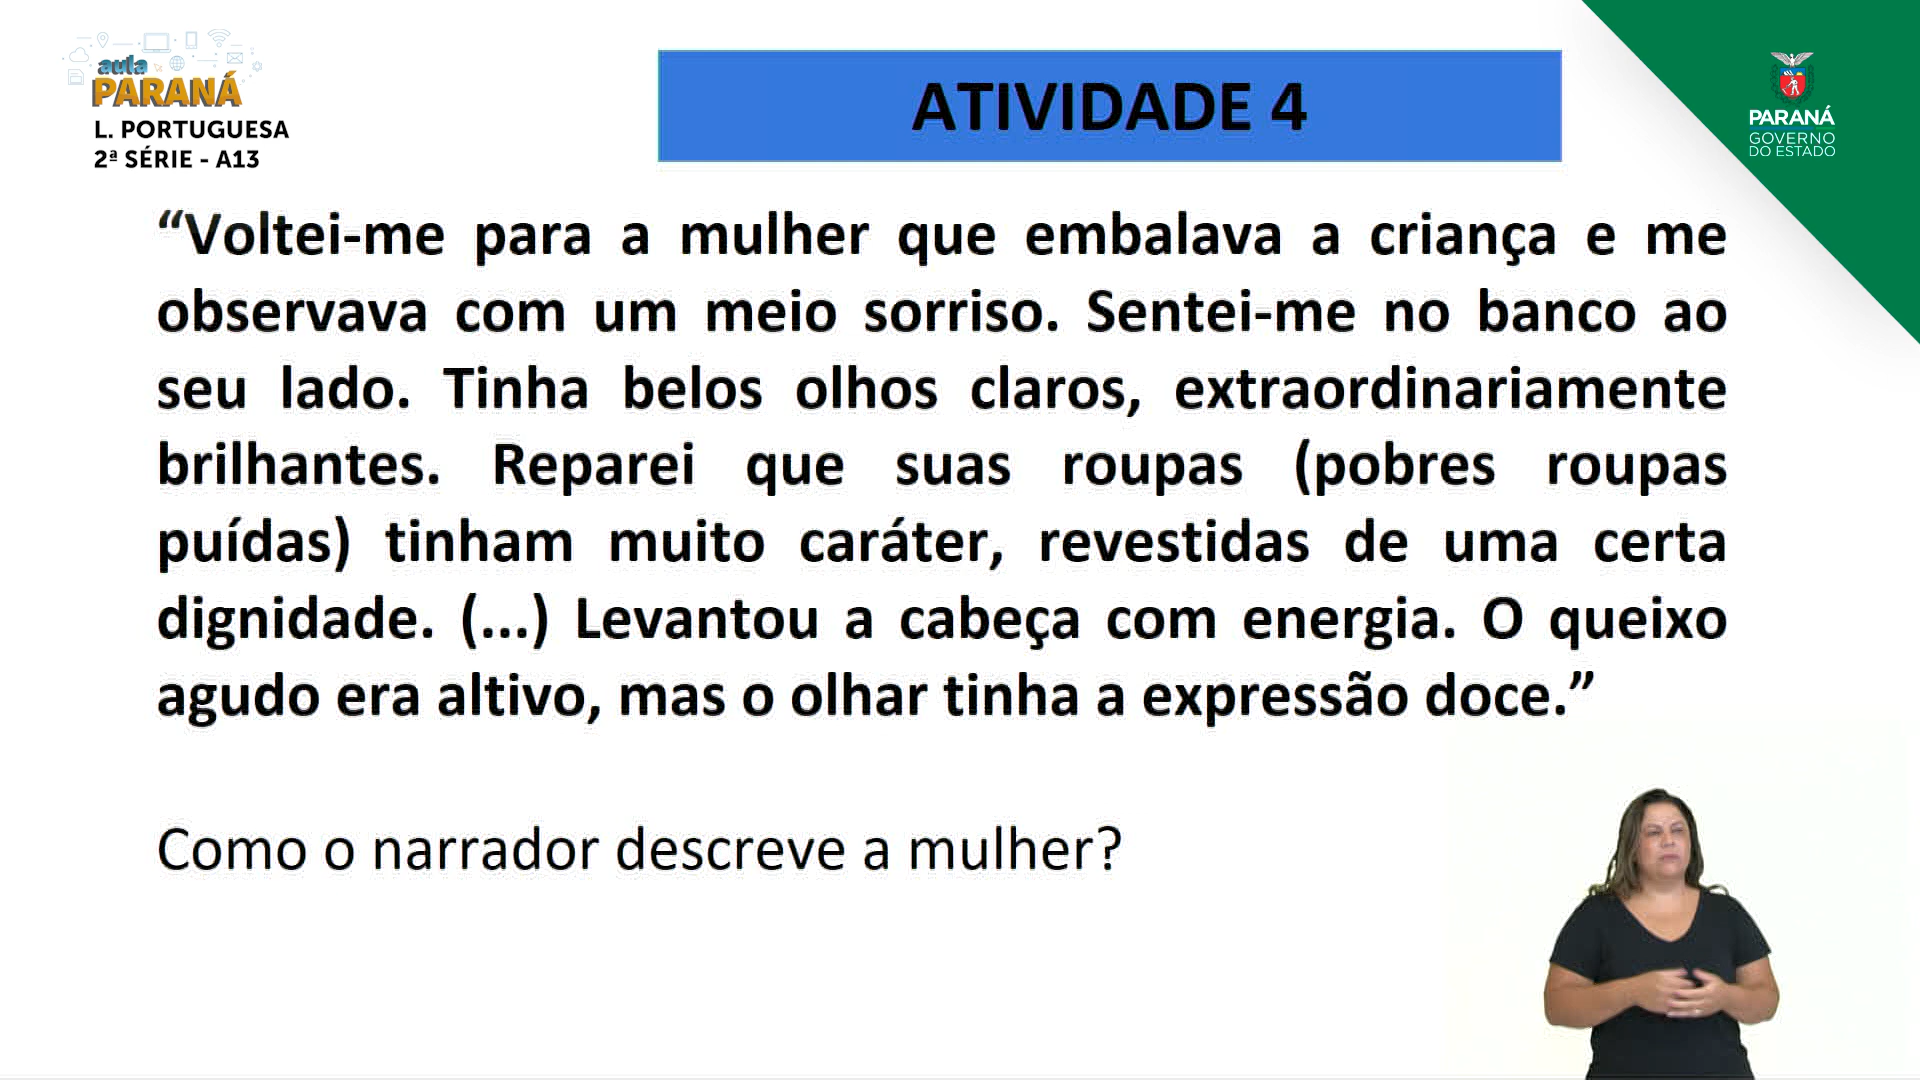 aula
PARANÁ
L. PORTUGUESA
2ª SÉRIE - A13
ATIVIDADE 4
PARANÁ
GOVERNO
DO ESTADO
“Voltei-me para a mulher que embalava a criança e me
observava com um meio sorriso. Sentei-me no banco ao
seu lado. Tinha belos olhos claros, extraordinariamente
brilhantes. Reparei que suas roupas (pobres roupas
puídas) tinham muito caráter, revestidas de uma certa
dignidade. (...) Levantou a cabeça com energia. O queixo
agudo era altivo, mas o olhar tinha a expressão doce.”
Como o narrador descreve a mulher?